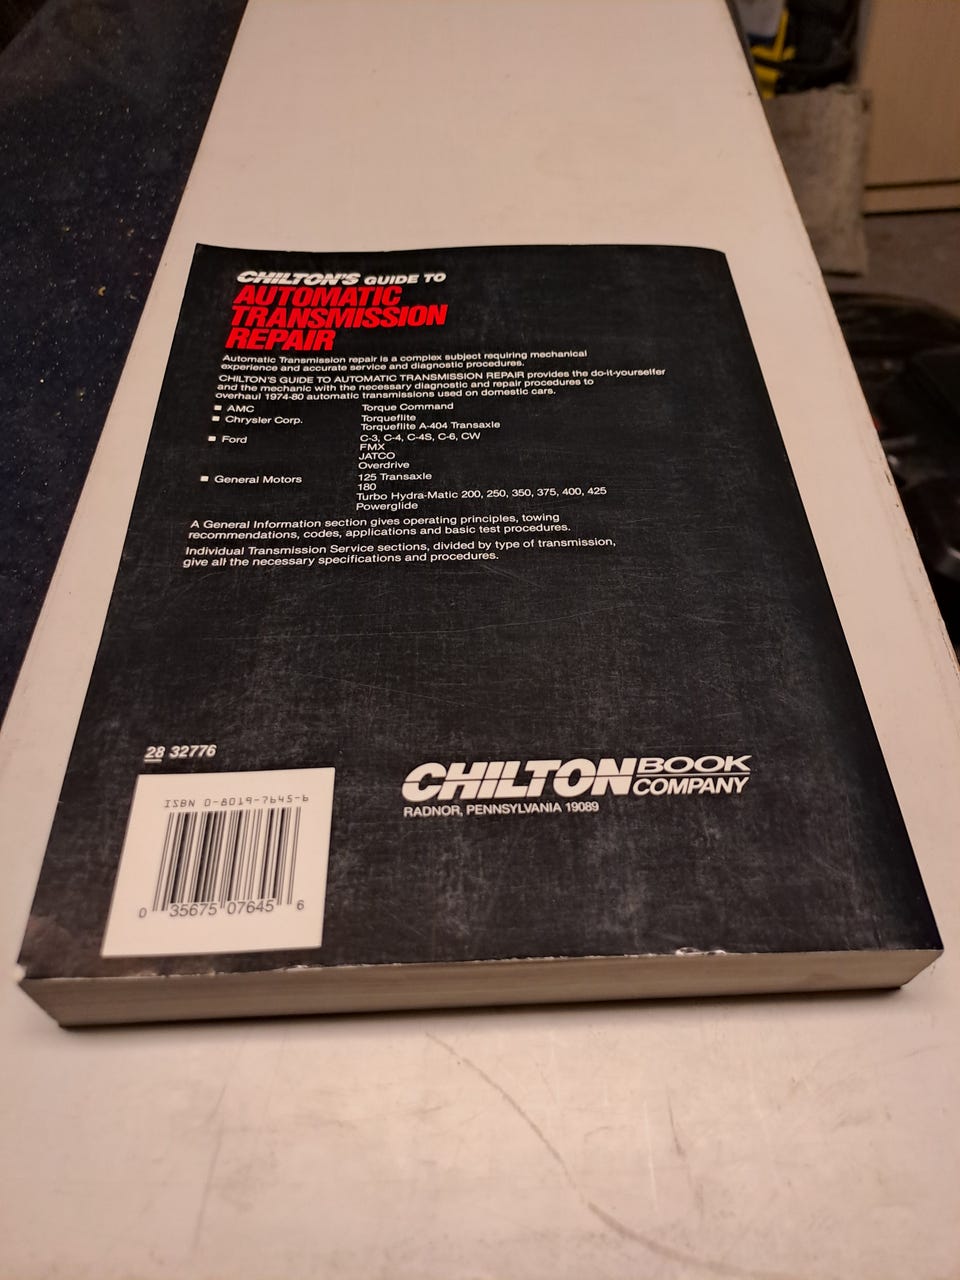 CHILTON'S GUIDE TO
AUTOMATIC
TRANSMISSION
REPAIR
Automatic Transmission repair is a complex subject requiring mechanical
experience and accurate service and diagnostic procedures.
CHILTON'S GUIDE TO AUTOMATIC TRANSMISSION REPAIR provides the do-it-yourselfer
and the mechanic with the necessary diagnostic and repair procedures to
overhaul 1974-80 automatic transmissions used on domestic cars.
■ AMC Torque Command
■ Chrysler Corp. Torqueflite
Torqueflite A-404 Transaxle
■ Ford C-3, C-4, C-4S, C-6, CW
FMX
JATCO
Overdrive
■ General Motors 125 Transaxle
180
Turbo Hydra-Matic 200, 250, 350, 375, 400, 425
Powerglide
A General Information section gives operating principles, towing
recommendations, codes, applications and basic test procedures.
Individual Transmission Service sections, divided by type of transmission,
give all the necessary specifications and procedures.
28 32776
ISBN 0-8019-7645-6
0 35675 07645 6
CHILTON BOOK COMPANY
RADNOR, PENNSYLVANIA 19089